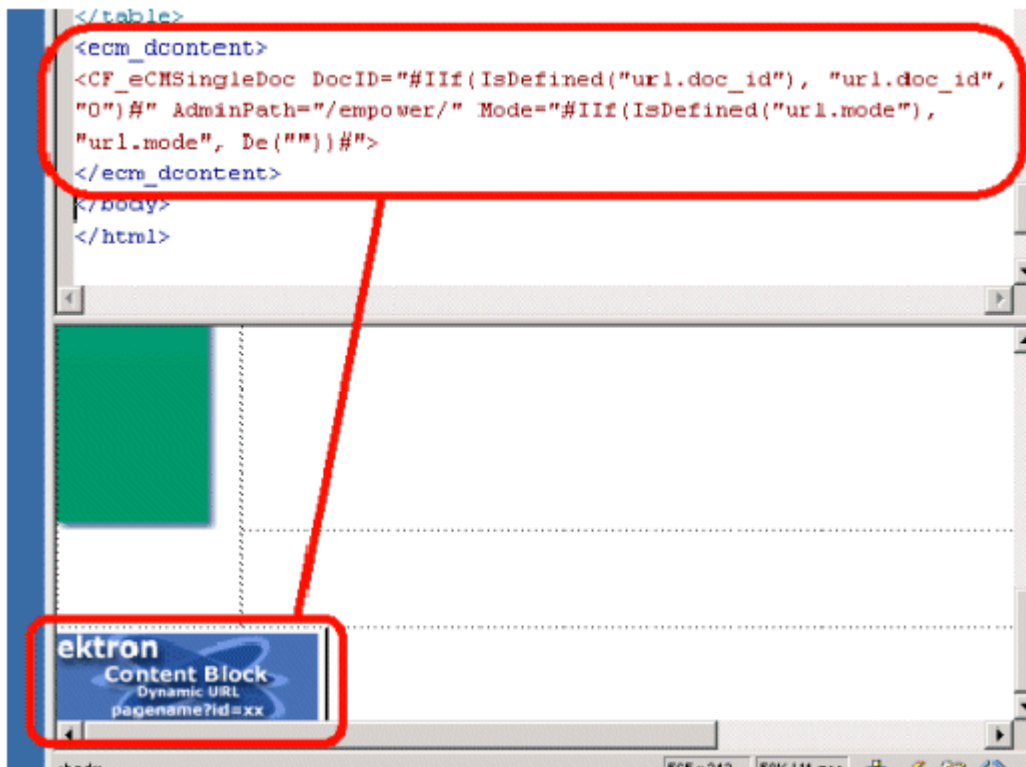 </table>
<ecm_dcontent>
<CF_eCMSingleDoc DocID="#IIf(IsDefined("url.doc_id"), "url.doc_id",
"0")#" AdminPath="/empower/" Mode="#IIf(IsDefined("url.mode"),
"url.mode", De(""))#">
</ecm_dcontent>
</body>
</html>
ektron
Content Block
Dynamic URL
pagename?id=xx